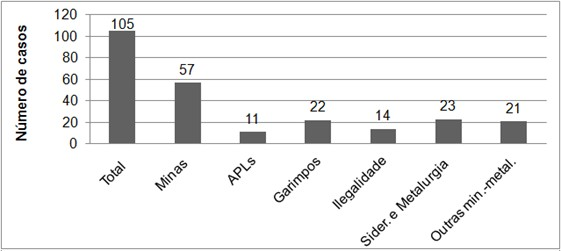 Número de casos
120
100
80
60
40
20
0
105
57
11
22
14
23
21
Total
Minas
APLs
Garimpos
Ilegalidade
Sider. e Metalurgia
Outras min.-metal.